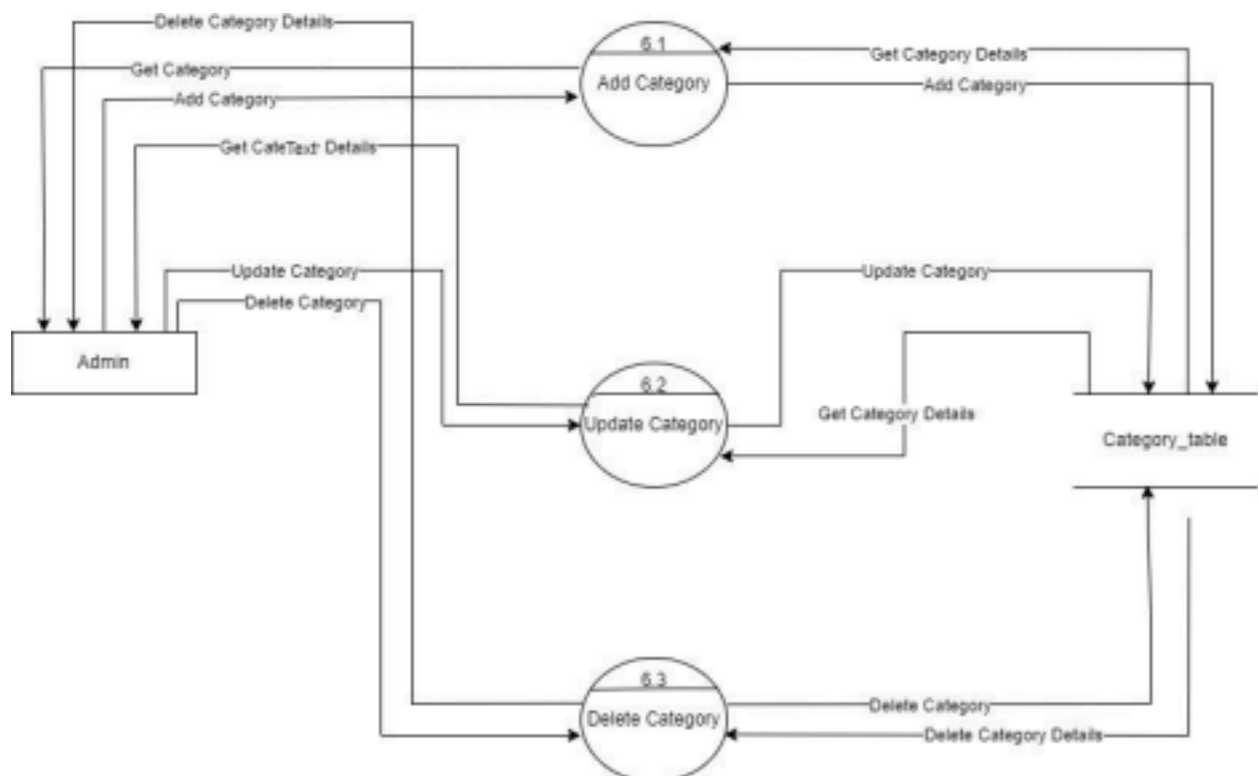 Delete Category Details
6.1
Get Category Details
Get Category
Add Category
Add Category
Add Category
Get CateText Details
Update Category
Update Category
Delete Category
Admin
6.2
Update Category
Get Category Details
Category_table
6.3
Delete Category
Delete Category
Delete Category Details